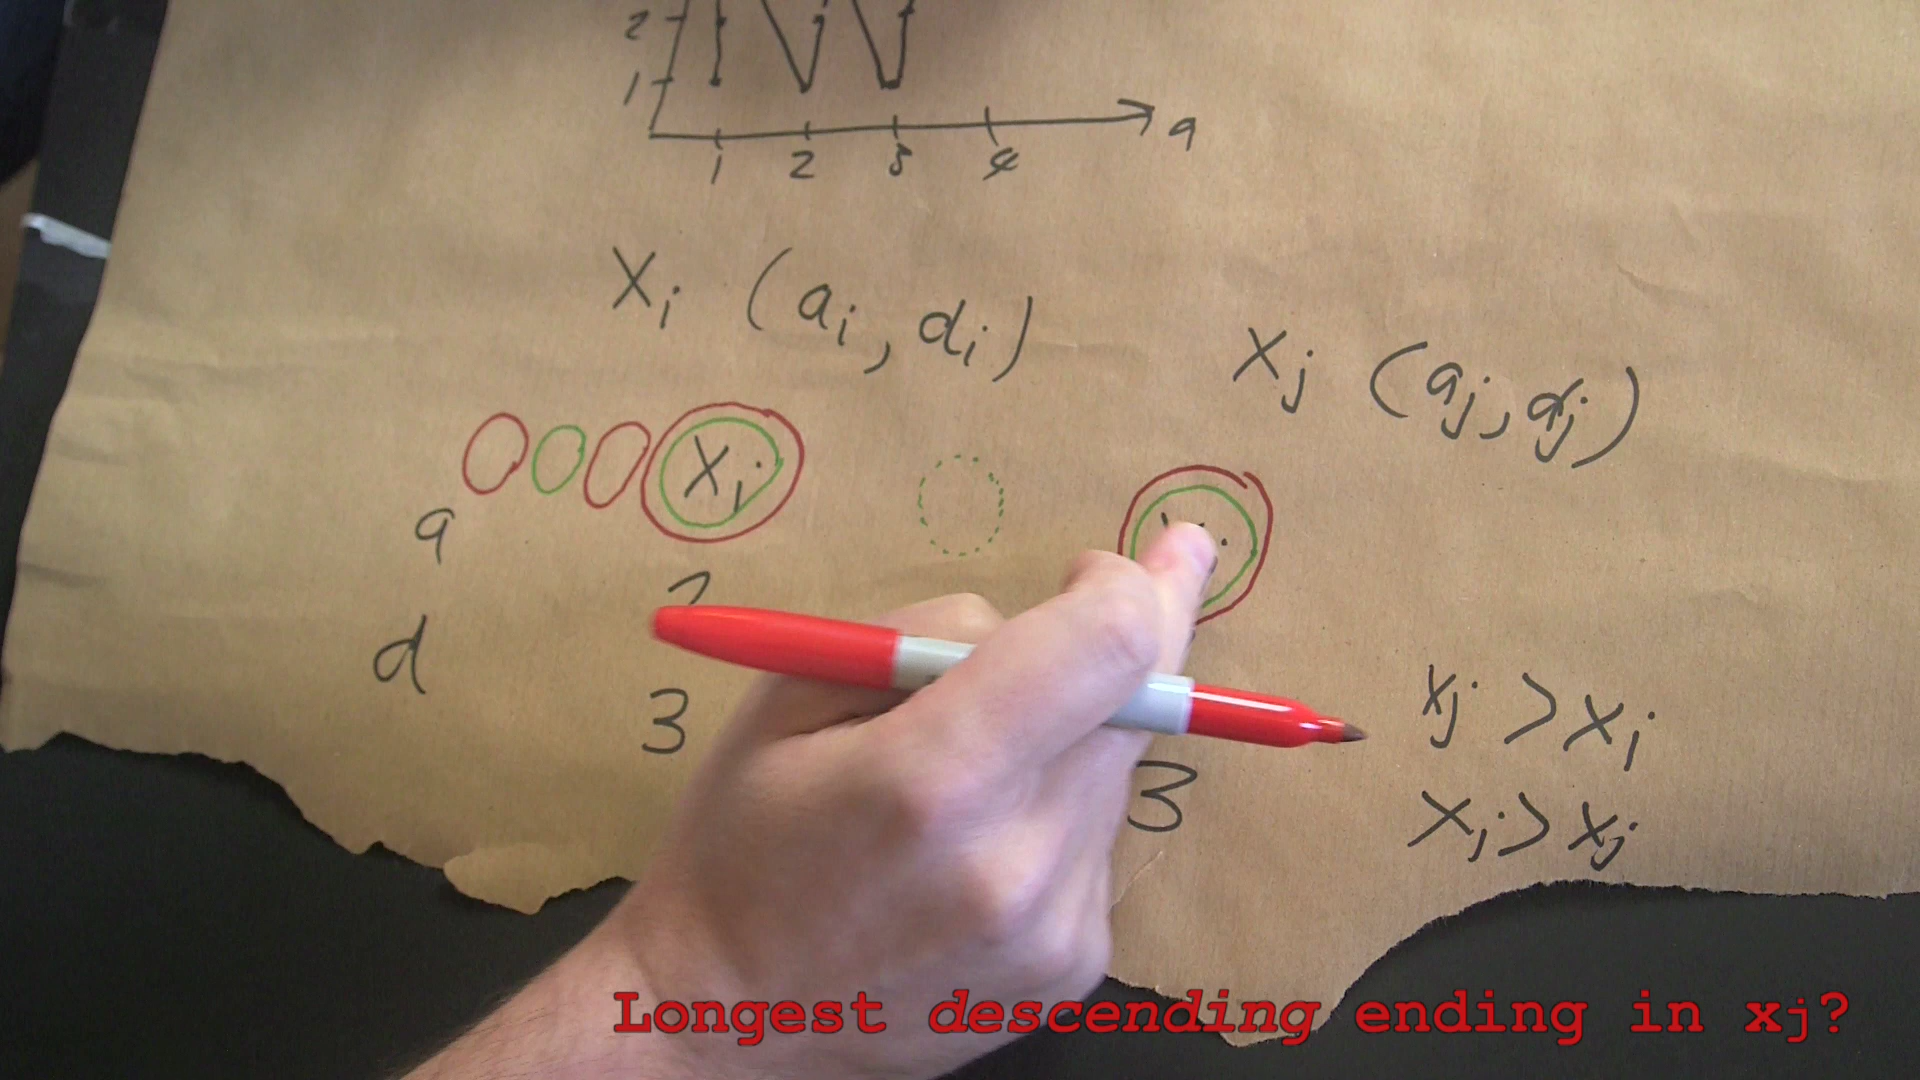 2
1
a
1 2 3 4
xi (ai, di)
xj (aj, dj)
xi
a
d
3
3
xj > xi
xi > xj
Longest descending ending in xj?